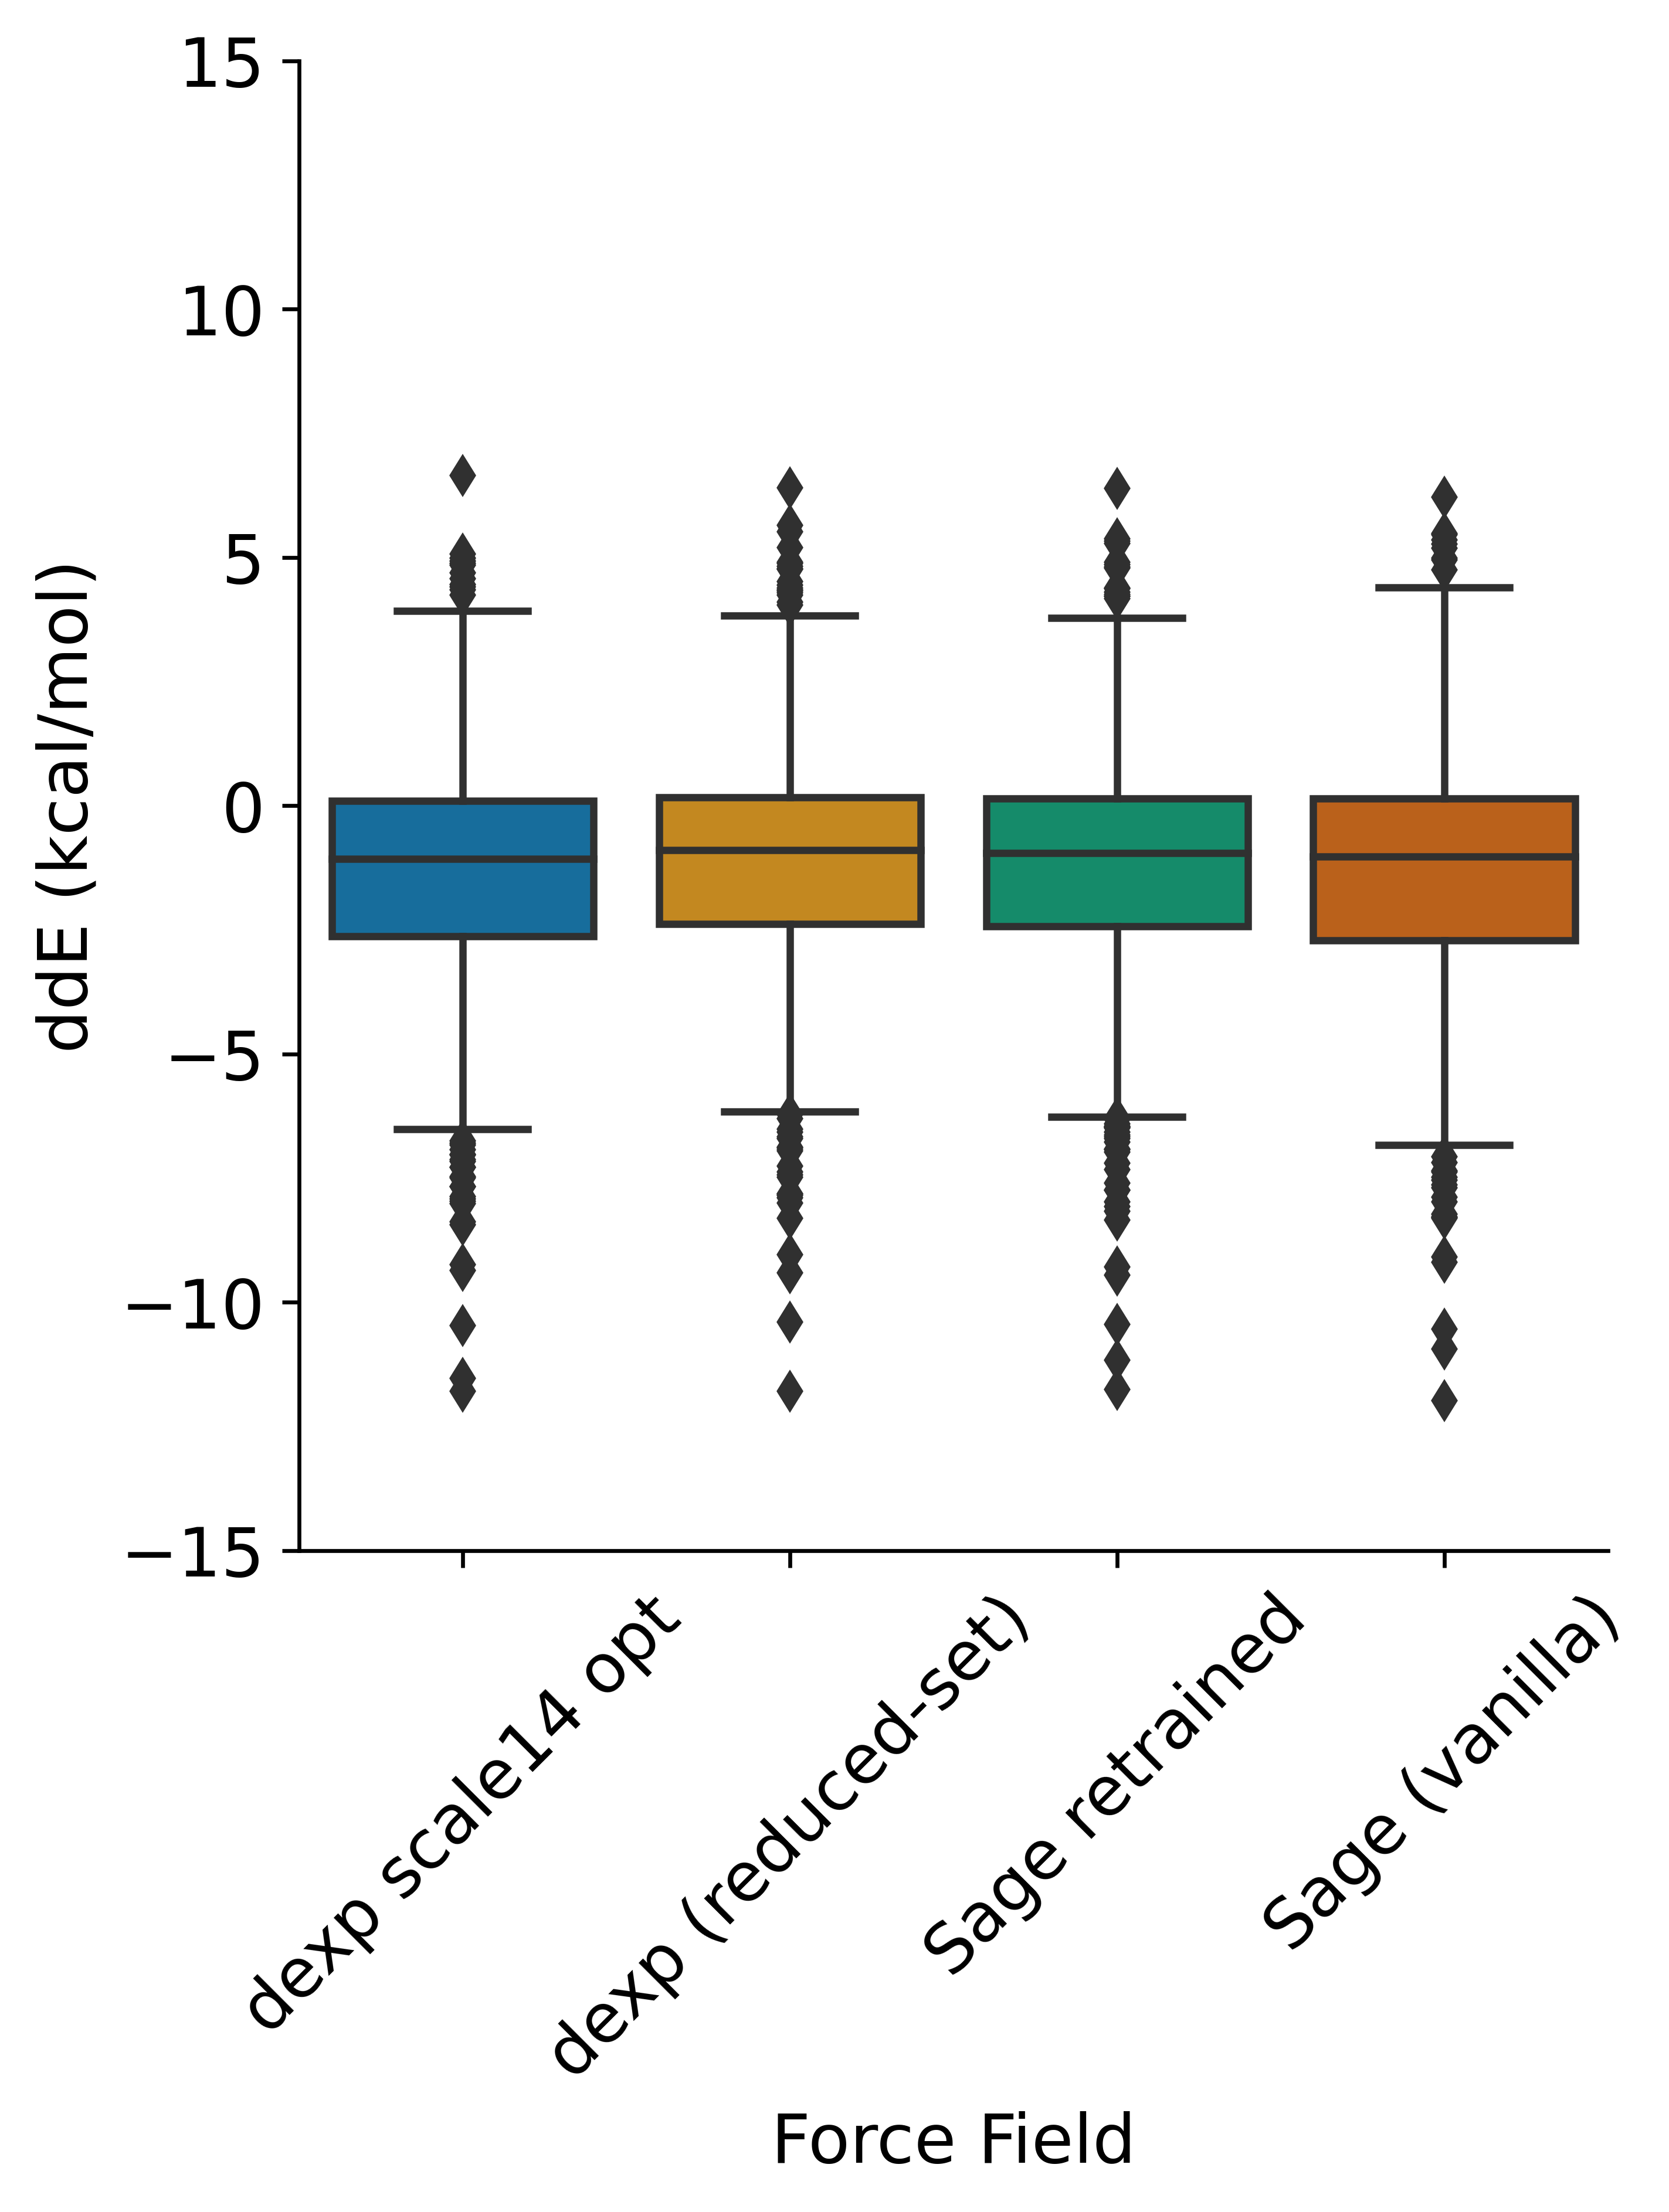 15
10
5
0
−5
−10
−15
ddE (kcal/mol)
dexp scale14 opt
dexp (reduced-set)
Sage retrained
Sage (vanilla)
Force Field